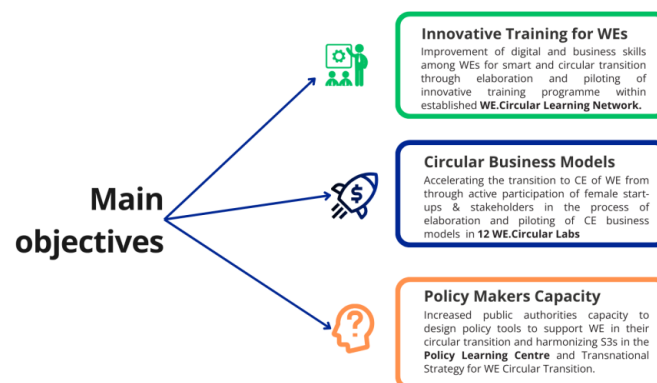 Main
objectives
Innovative Training for WEs
Improvement of digital and business skills
among WEs for smart and circular transition
through elaboration and piloting of
innovative training programme within
established WE.Circular Learning Network.
$
Circular Business Models
Accelerating the transition to CE of WE from
through active participation of female start-
ups & stakeholders in the process of
elaboration and piloting of CE business
models in 12 WE.Circular Labs
?
Policy Makers Capacity
Increased public authorities capacity to
design policy tools to support WE in their
circular transition and harmonizing S3s in the
Policy Learning Centre and Transnational
Strategy for WE Circular Transition.